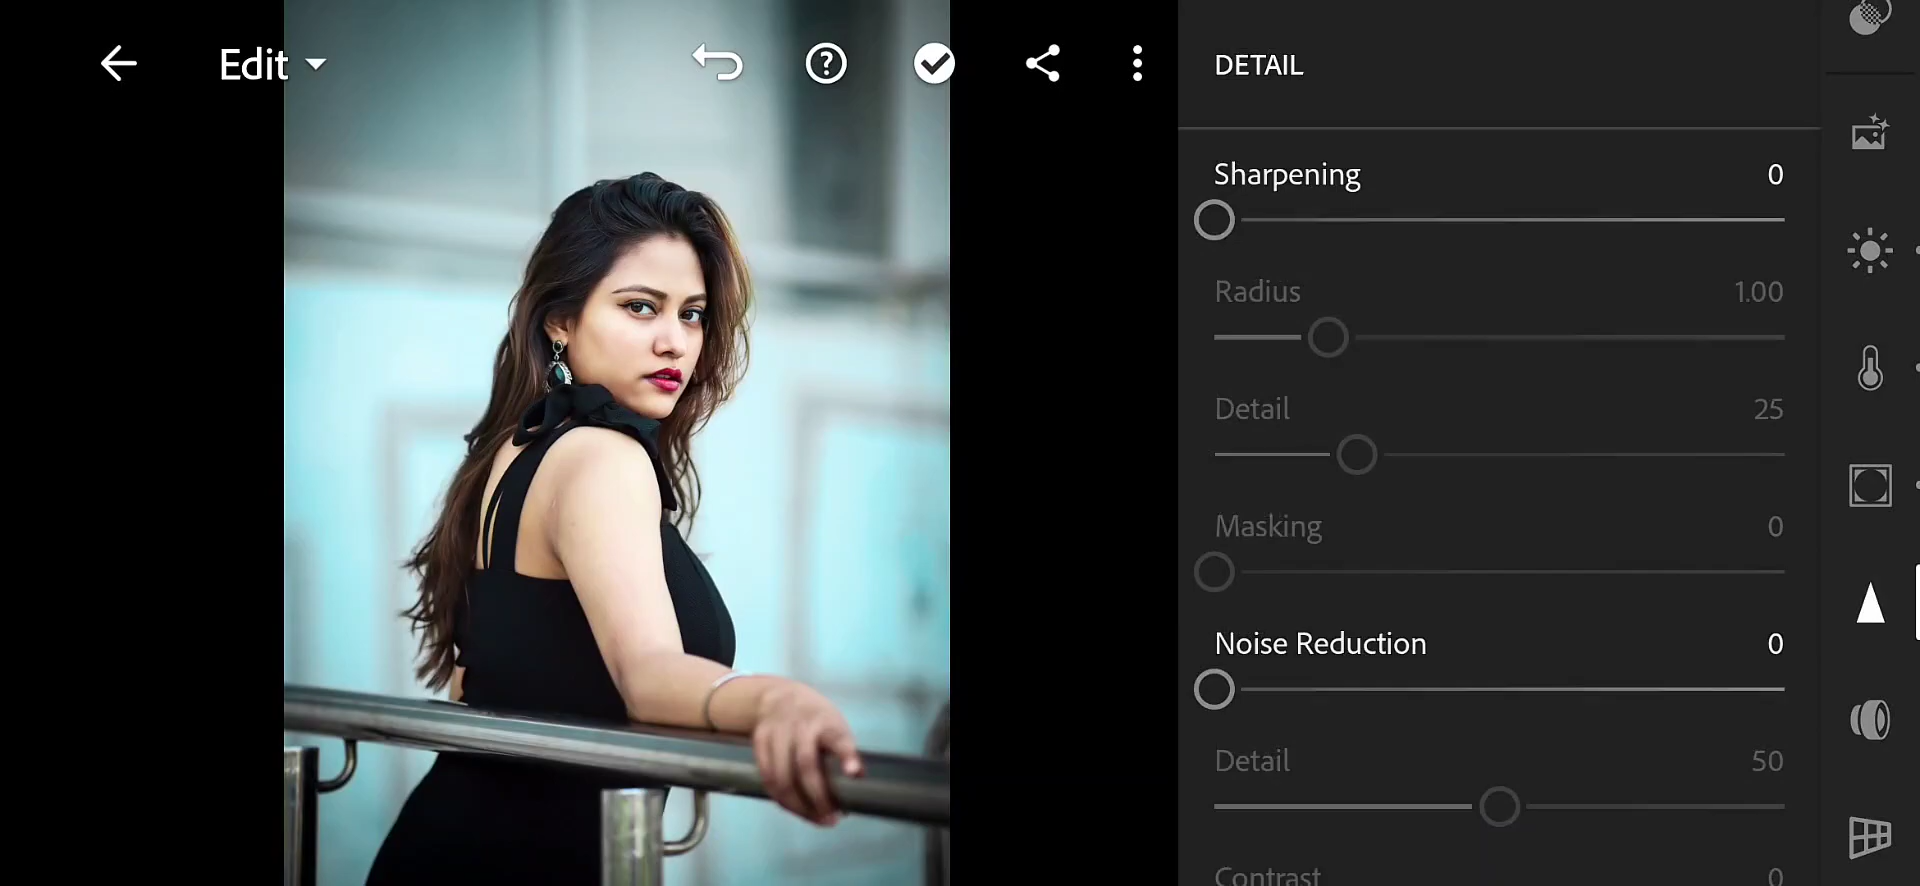 Edit
DETAIL
Sharpening 0
Radius 1.00
Detail 25
Masking 0
Noise Reduction 0
Detail 50
Contrast 0